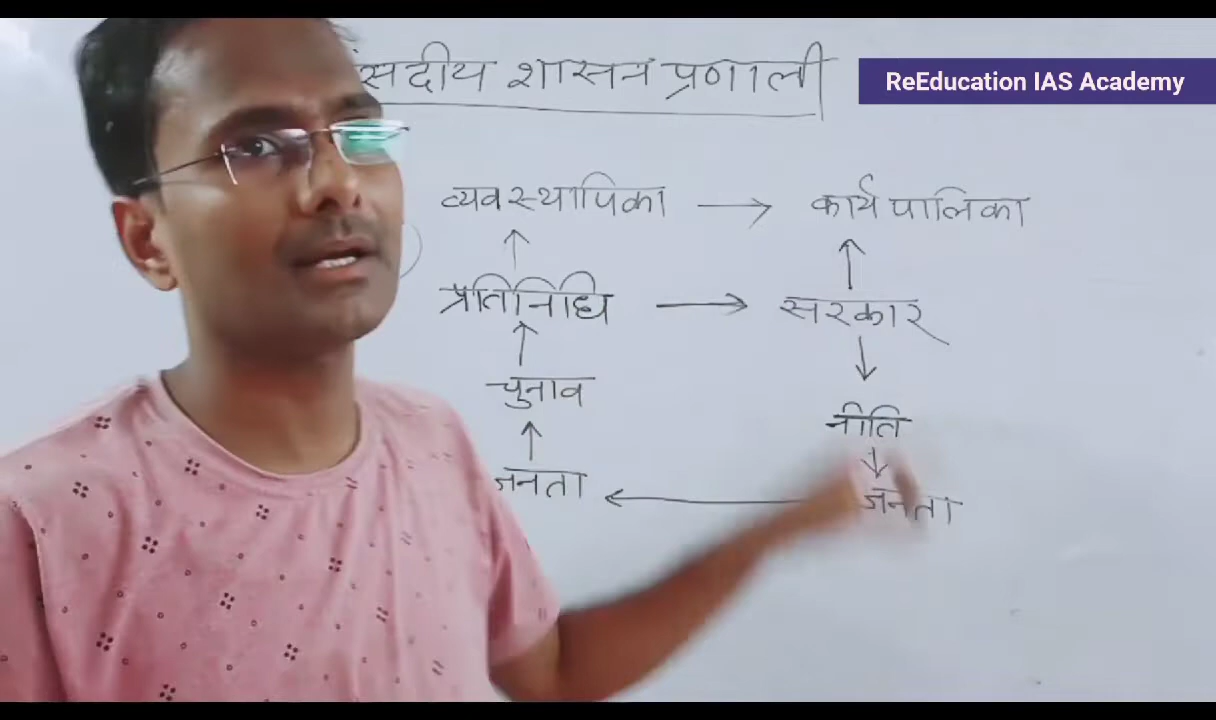 संसदीय शासन प्रणाली
ReEducation IAS Academy
व्यवस्थापिका → कार्यपालिका
↑ ↑
प्रतिनिधि → सरकार
↑ ↓
चुनाव नीति
↑ ↓
जनता ← जनता